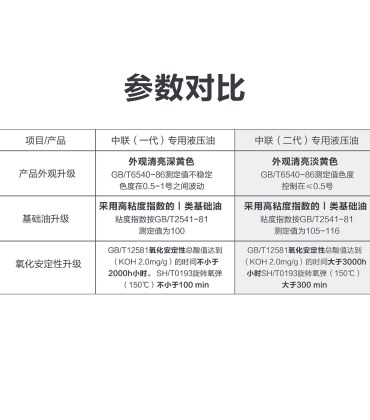 参数对比
项目/产品
中联（一代）专用液压油
中联（二代）专用液压油
产品外观升级
外观清亮深黄色
GB/T6540-86测定值不稳定
色度在0.5-1号之间波动
外观清亮淡黄色
GB/T6540-86测定值色度
控制在≤0.5号
基础油升级
采用高粘度指数的Ⅰ类基础油
粘度指数按GB/T2541-81
测定值为100
采用高粘度指数的Ⅰ类基础油
粘度指数按GB/T2541-81
测定值为105-116
氧化安定性升级
GB/T12581氧化安定性总酸值达到
（KOH 2.0mg/g）的时间不小于
2000h小时。SH/T0193旋转氧弹
（150℃）不小于100 min
GB/T12581氧化安定性总酸值达到
（KOH 2.0mg/g）的时间大于3000h
小时SH/T0193旋转氧弹（150℃）
大于300 min